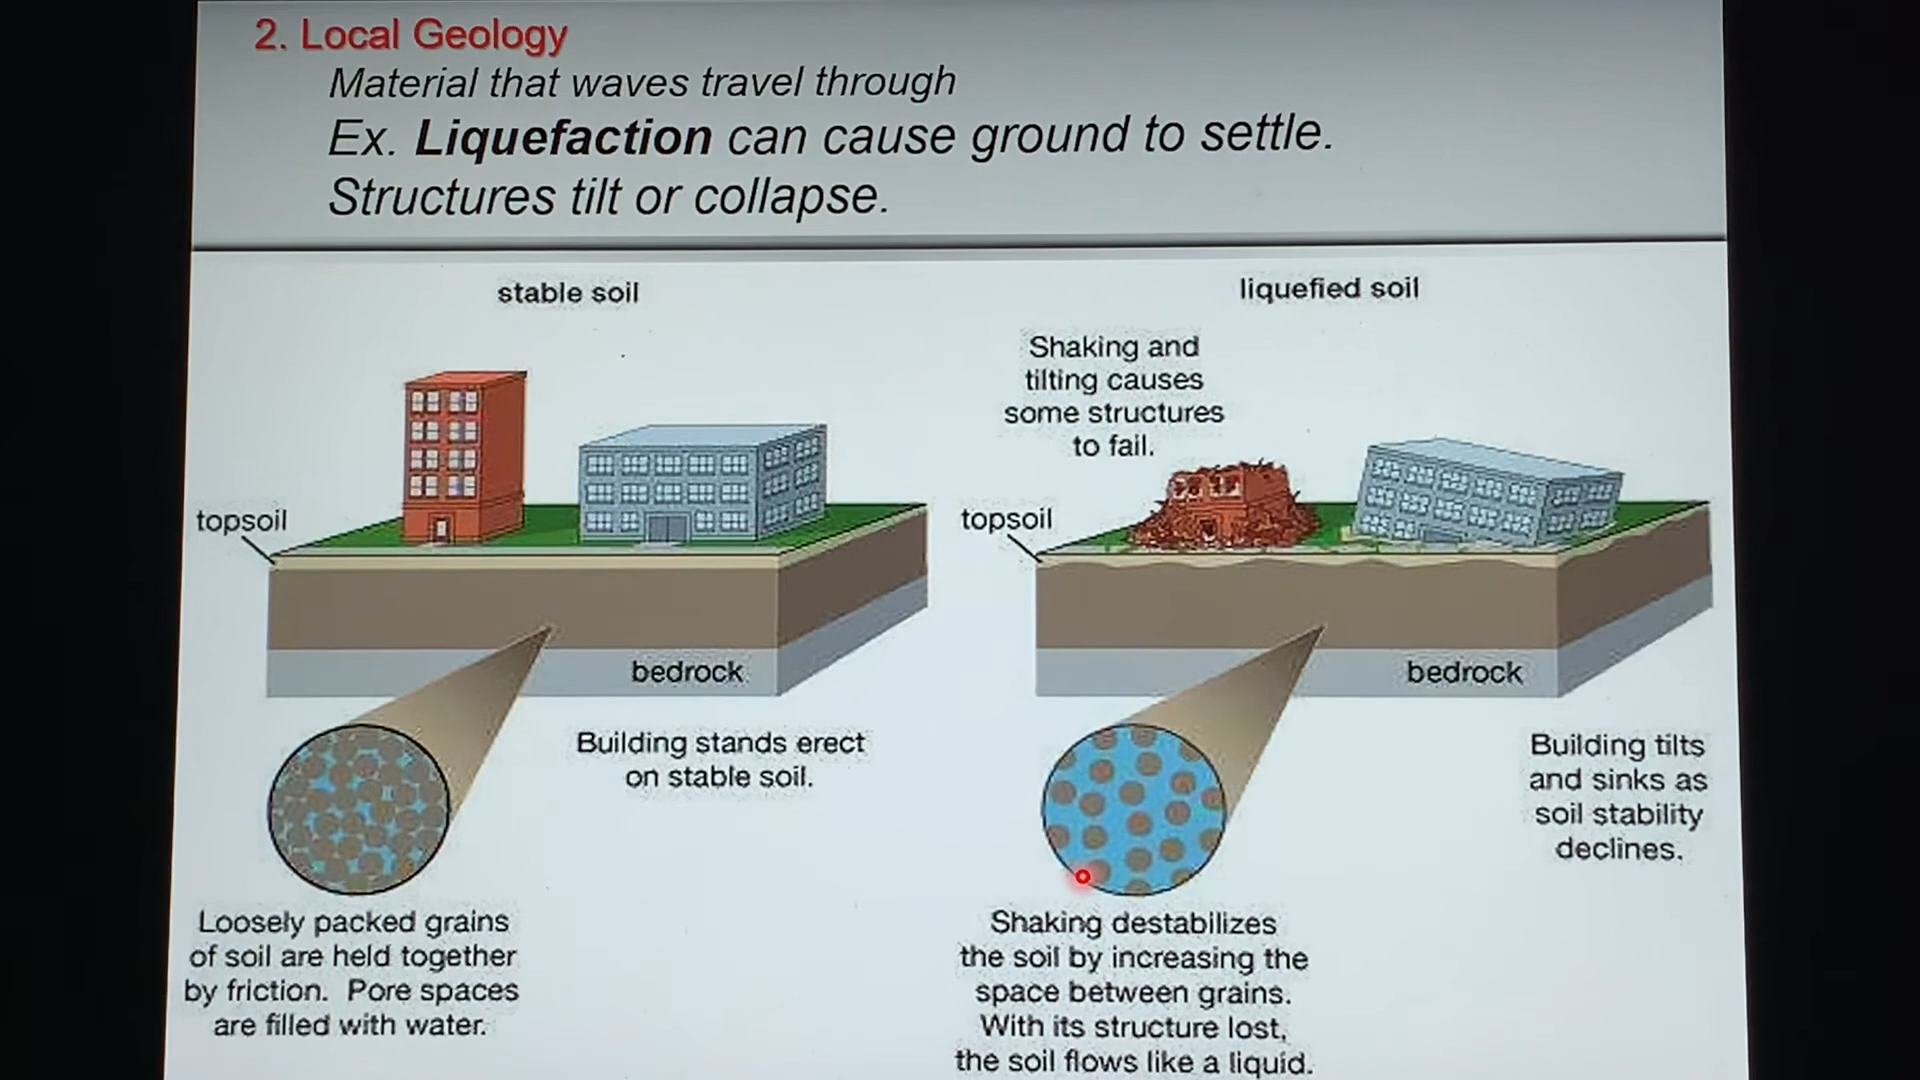 2. Local Geology
Material that waves travel through
Ex. Liquefaction can cause ground to settle.
Structures tilt or collapse.
stable soil
topsoil
bedrock
Building stands erect
on stable soil.
Loosely packed grains
of soil are held together
by friction. Pore spaces
are filled with water.
liquefied soil
Shaking and
tilting causes
some structures
to fail.
topsoil
bedrock
Building tilts
and sinks as
soil stability
declines.
Shaking destabilizes
the soil by increasing the
space between grains.
With its structure lost,
the soil flows like a liquid.